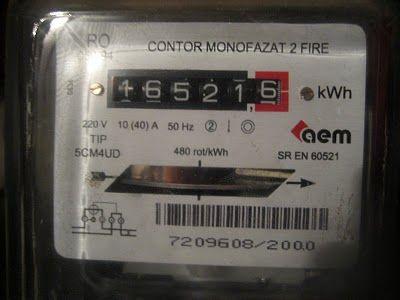 RO
CONTOR MONOFAZAT 2 FIRE
16521,6 kWh
220 V 10 (40) A 50 Hz 2
TIP
5CM4UD
480 rot/kWh
aem
SR EN 60521
7209608/2000